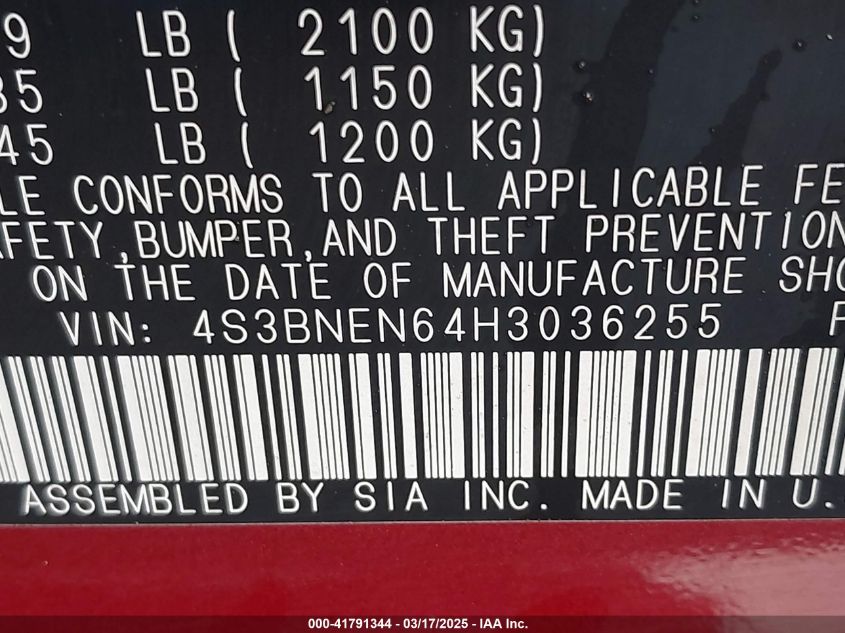 9 LB ( 2100 KG)
35 LB ( 1150 KG)
45 LB ( 1200 KG)
LE CONFORMS TO ALL APPLICABLE FE
AFETY,BUMPER,AND THEFT PREVENTION
ON THE DATE OF MANUFACTURE SHO
VIN: 4S3BNEN64H3036255
ASSEMBLED BY SIA INC. MADE IN U.
000-41791344 - 03/17/2025 - IAA Inc.